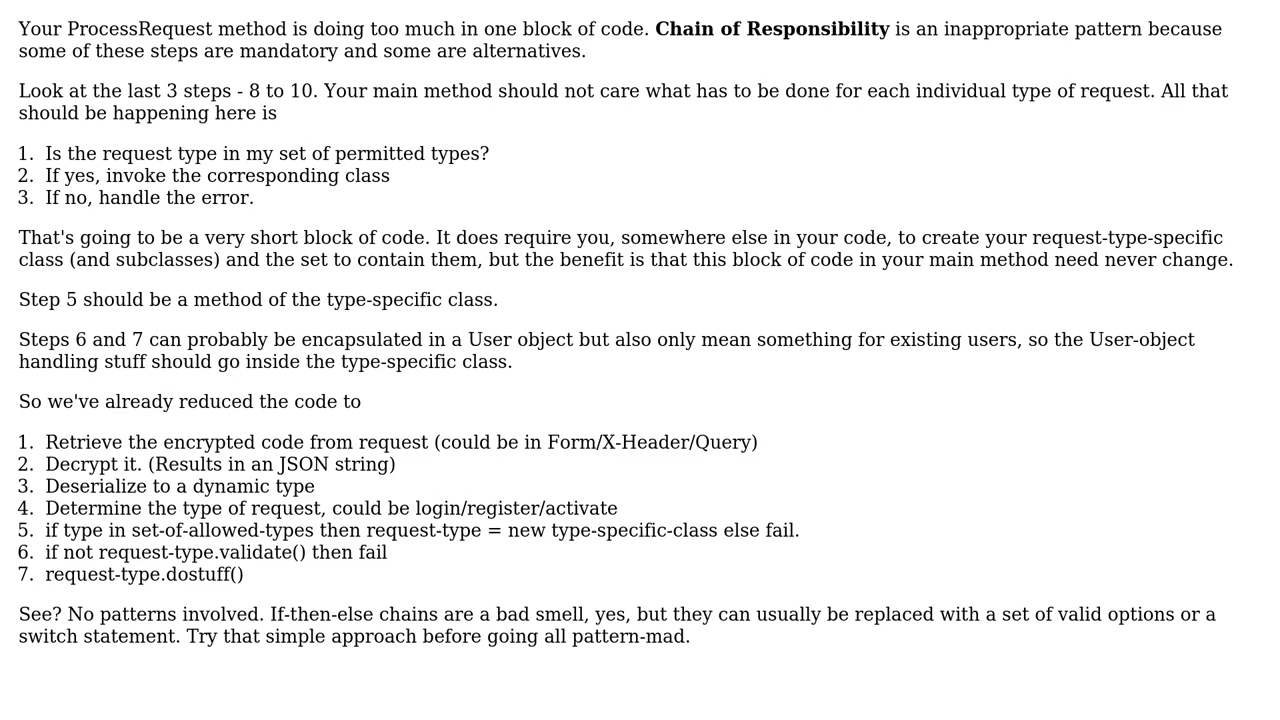 Your ProcessRequest method is doing too much in one block of code. Chain of Responsibility is an inappropriate pattern because
some of these steps are mandatory and some are alternatives.
Look at the last 3 steps - 8 to 10. Your main method should not care what has to be done for each individual type of request. All that
should be happening here is
1. Is the request type in my set of permitted types?
2. If yes, invoke the corresponding class
3. If no, handle the error.
That's going to be a very short block of code. It does require you, somewhere else in your code, to create your request-type-specific
class (and subclasses) and the set to contain them, but the benefit is that this block of code in your main method need never change.
Step 5 should be a method of the type-specific class.
Steps 6 and 7 can probably be encapsulated in a User object but also only mean something for existing users, so the User-object
handling stuff should go inside the type-specific class.
So we've already reduced the code to
1. Retrieve the encrypted code from request (could be in Form/X-Header/Query)
2. Decrypt it. (Results in an JSON string)
3. Deserialize to a dynamic type
4. Determine the type of request, could be login/register/activate
5. if type in set-of-allowed-types then request-type = new type-specific-class else fail.
6. if not request-type.validate() then fail
7. request-type.dostuff()
See? No patterns involved. If-then-else chains are a bad smell, yes, but they can usually be replaced with a set of valid options or a
switch statement. Try that simple approach before going all pattern-mad.